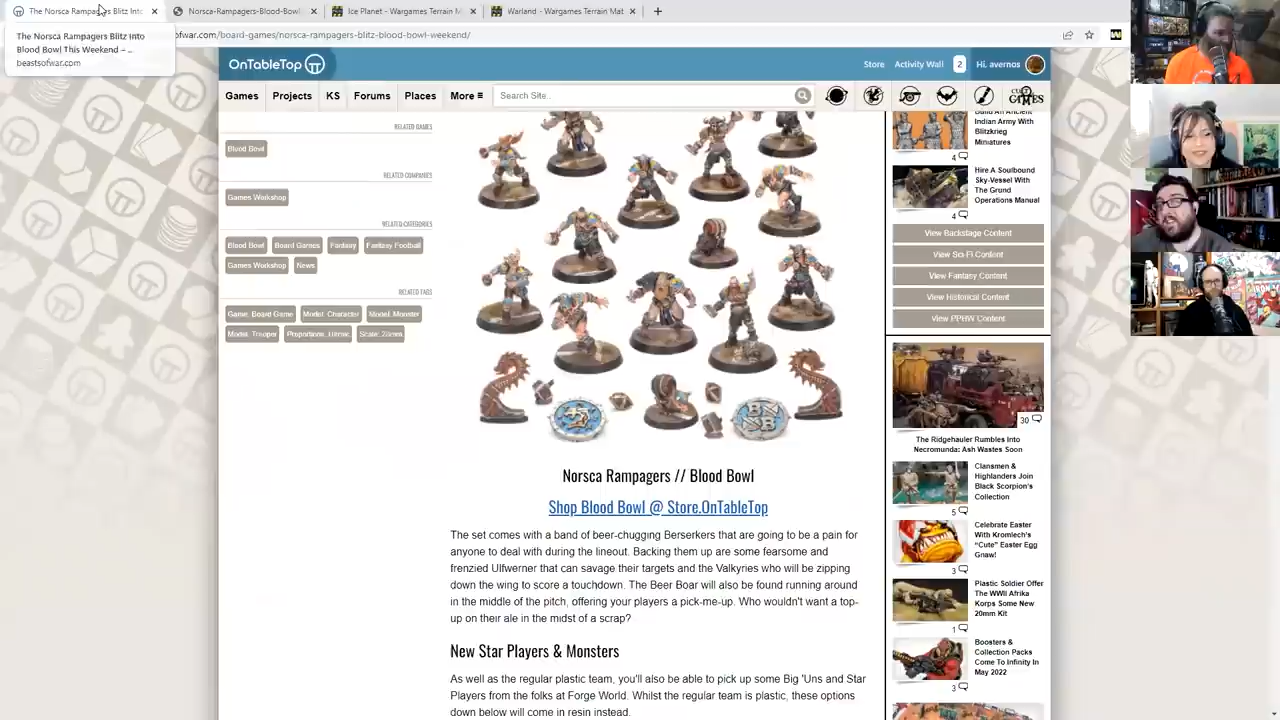 The Norsca Rampagers Blitz Into
Norsca-Rampagers-Blood-Bowl-
Ice Planet - Wargames Terrain M
Warland - Wargames.Terrain Mat
The Norsca Rampagers Blitz Into
Blood Bowl This Weekend – ...
beastsofwar.com
ofwar.com/board-games/norsca-rampagers-blitz-blood-bowl-weekend/
OnTableTop
Store
Activity Wall
2
Hi, avernos
Games
Projects
KS
Forums
Places
More
Search Site..
GAMES
RELATED GAMES
Blood Bowl
RELATED COMPANIES
Games Workshop
RELATED CATEGORIES
Blood Bowl
Board Games
Fantasy
Fantasy Football
Games Workshop
News
RELATED TAGS
Game: Board Game
Model: Character
Model: Monster
Model: Trooper
Proportions: Heroic
Scale: 28mm
Norsca Rampagers // Blood Bowl
Shop Blood Bowl @ Store.OnTableTop
The set comes with a band of beer-chugging Berserkers that are going to be a pain for
anyone to deal with during the lineout. Backing them up are some fearsome and
frenzied Ulfwerner that can savage their targets and the Valkyries who will be zipping
down the wing to score a touchdown. The Beer Boar will also be found running around
in the middle of the pitch, offering your players a pick-me-up. Who wouldn't want a top-
up on their ale in the midst of a scrap?
New Star Players & Monsters
As well as the regular plastic team, you'll also be able to pick up some Big 'Uns and Star
Players from the folks at Forge World. Whilst the regular team is plastic, these options
down below will come in resin instead.
Build An Ancient
Indian Army With
Blitzkrieg
Miniatures
4
Hire A Soulbound
Sky-Vessel With
The Grund
Operations Manual
4
View Backstage Content
View Sci-Fi Content
View Fantasy Content
View Historical Content
View PPHW Content
30
The Ridgehauler Rumbles Into
Necromunda: Ash Wastes Soon
Clansmen &
Highlanders Join
Black Scorpion's
Collection
5
Celebrate Easter
With Kromlech's
"Cute" Easter Egg
Gnaw!
3
Plastic Soldier Offer
The WWII Afrika
Korps Some New
20mm Kit
1
Boosters &
Collection Packs
Come To Infinity In
May 2022
3